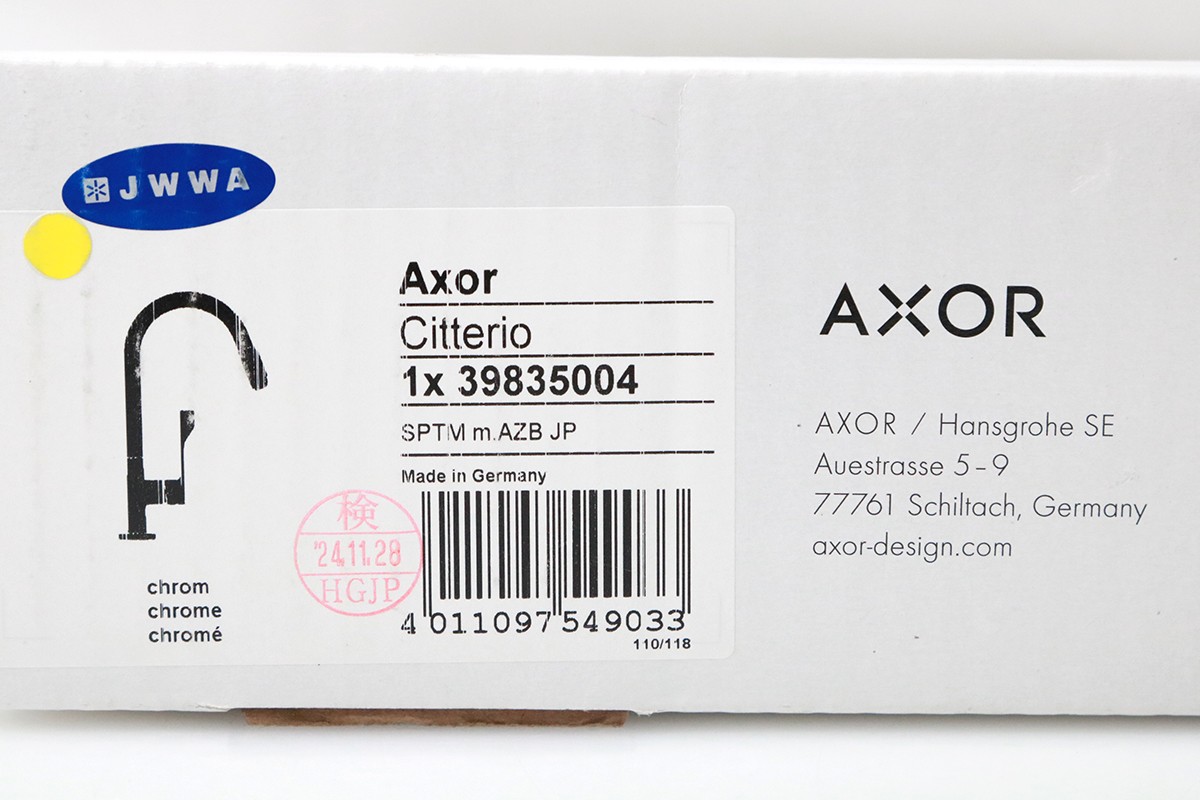 JWWA
Axor
Citterio
1x 39835004
SPTM m.AZB JP
Made in Germany
検
'24.11.28
HGJP
4 011097 549033
110/118
chrom
chrome
chromé
AXOR
AXOR / Hansgrohe SE
Auestrasse 5-9
77761 Schiltach, Germany
axor-design.com